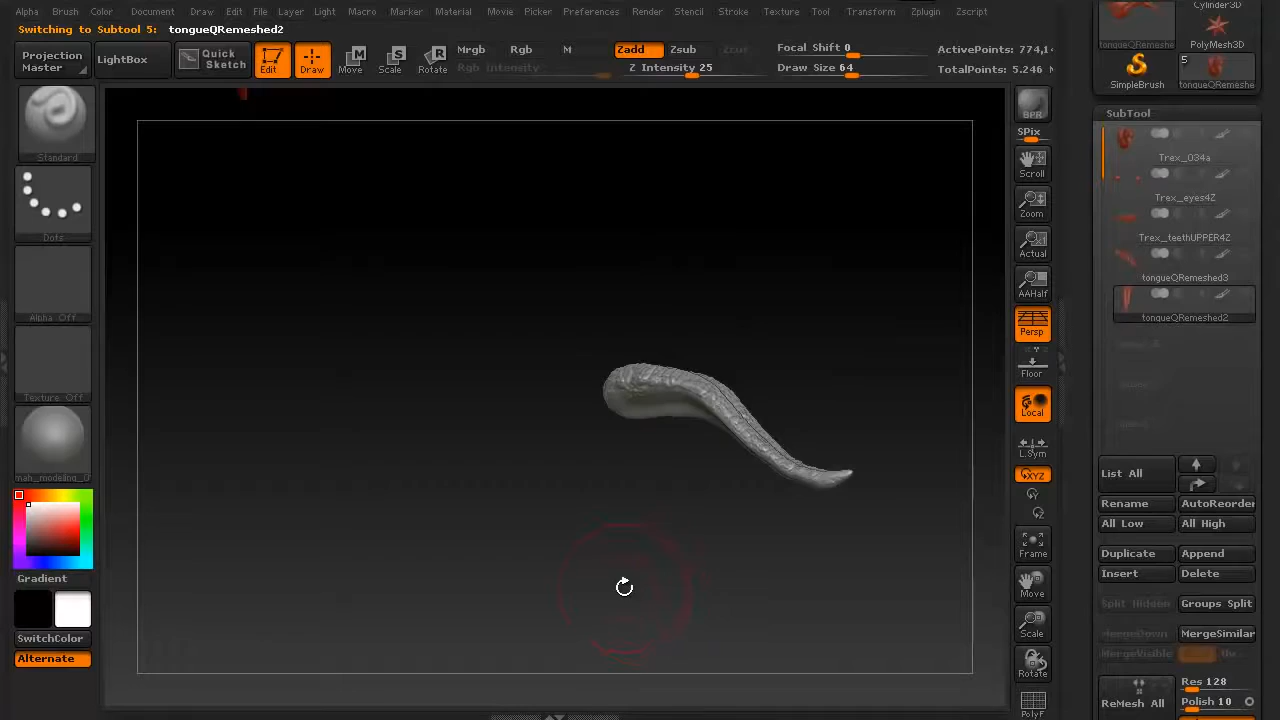 Alpha Brush Color Document Draw Edit File Layer Light Macro Marker Material Movie Picker Preferences Render Stencil Stroke Texture Tool Transform Zplugin Zscript
Switching to Subtool 5: tongueQRemeshed2
Projection Master
LightBox
Quick Sketch
Edit
Draw
Move
Scale
Rotate
Mrgb Rgb M
Rgb Intensity
Zadd Zsub Zcut
Z Intensity 25
Focal Shift 0
Draw Size 64
ActivePoints: 774,1
TotalPoints: 5.246 M
Standard
Dots
Alpha Off
Texture Off
Gradient
SwitchColor
Alternate
BPR
SPix
Scroll
Zoom
Actual
AAHalf
Persp
Floor
Local
L.Sym
XYZ
Frame
Move
Scale
Rotate
PolyF
Cylinder3D
tongueQRemeshe
PolyMesh3D
SimpleBrush
5
tongueQRemeshe
SubTool
Trex_034a
Trex_eyes4Z
Trex_teethUPPER4Z
tongueQRemeshed3
tongueQRemeshed2
List All
Rename AutoReorder
All Low All High
Duplicate Append
Insert Delete
Split Hidden Groups Split
MergeDown MergeSimilar
MergeVisible
ReMesh All
Res 128
Polish 10